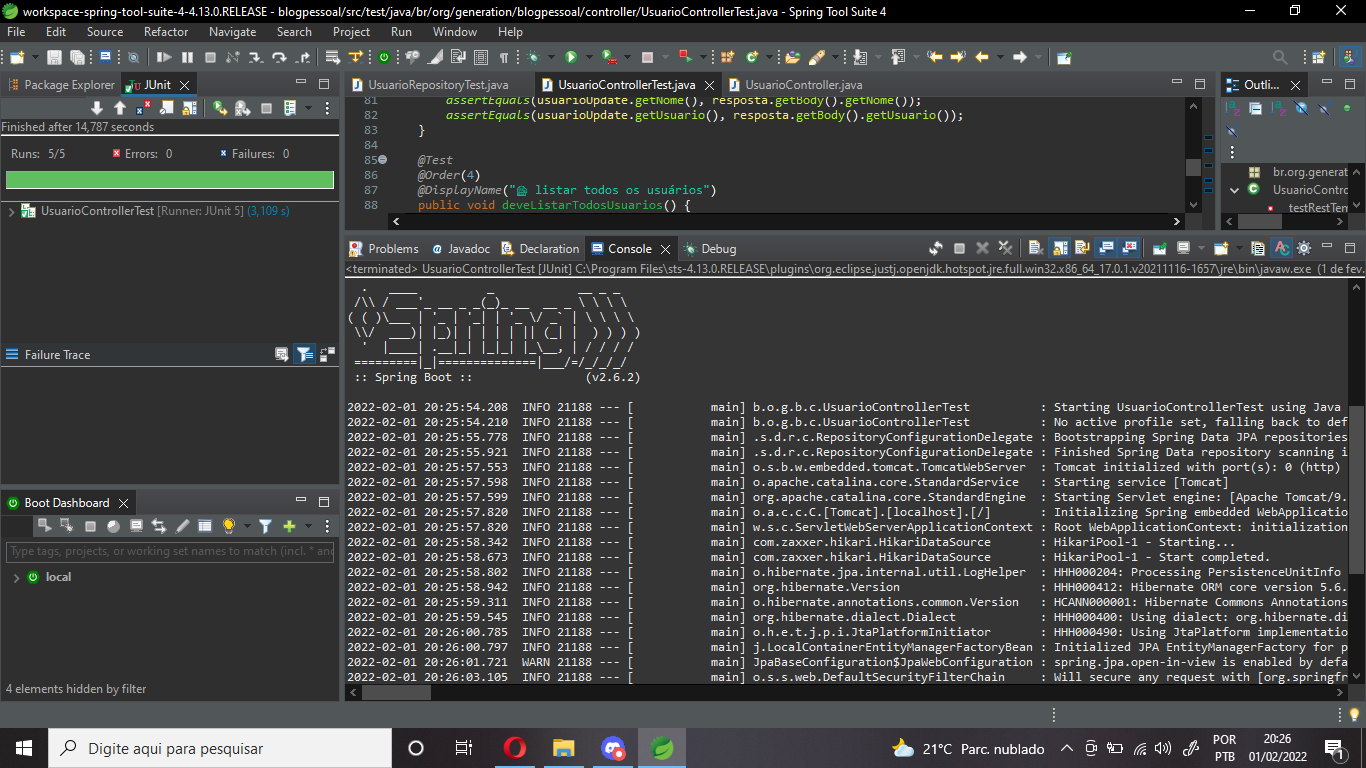 workspace-spring-tool-suite-4-4.13.0.RELEASE - blogpessoal/src/test/java/br/org/generation/blogpessoal/controller/UsuarioControllerTest.java - Spring Tool Suite 4
File Edit Source Refactor Navigate Search Project Run Window Help
Package Explorer JUnit
Finished after 14,787 seconds
Runs: 5/5 Errors: 0 Failures: 0
UsuarioControllerTest [Runner: JUnit 5] (3,109 s)
Failure Trace
Boot Dashboard
Type tags, projects, or working set names to match (incl. * and
local
4 elements hidden by filter
UsuarioRepositoryTest.java UsuarioControllerTest.java UsuarioController.java
81 assertEquals(usuarioUpdate.getNome(), resposta.getBody().getNome());
82 assertEquals(usuarioUpdate.getUsuario(), resposta.getBody().getUsuario());
83 }
84
85 @Test
86 @Order(4)
87 @DisplayName("😀 listar todos os usuários")
88 public void deveListarTodosUsuarios() {
Outli...
br.org.generat
UsuarioContro
testRestTem
Problems Javadoc Declaration Console Debug
<terminated> UsuarioControllerTest [JUnit] C:\Program Files\sts-4.13.0.RELEASE\plugins\org.eclipse.justj.openjdk.hotspot.jre.full.win32.x86_64_17.0.1.v20211116-1657\jre\bin\javaw.exe (1 de fev.
Spring
:: Spring Boot :: (v2.6.2)
2022-02-01 20:25:54.208 INFO 21188 --- [ main] b.o.g.b.c.UsuarioControllerTest : Starting UsuarioControllerTest using Java
2022-02-01 20:25:54.210 INFO 21188 --- [ main] b.o.g.b.c.UsuarioControllerTest : No active profile set, falling back to def
2022-02-01 20:25:55.778 INFO 21188 --- [ main] .s.d.r.c.RepositoryConfigurationDelegate : Bootstrapping Spring Data JPA repositories
2022-02-01 20:25:55.921 INFO 21188 --- [ main] .s.d.r.c.RepositoryConfigurationDelegate : Finished Spring Data repository scanning i
2022-02-01 20:25:57.553 INFO 21188 --- [ main] o.s.b.w.embedded.tomcat.TomcatWebServer : Tomcat initialized with port(s): 0 (http)
2022-02-01 20:25:57.598 INFO 21188 --- [ main] o.apache.catalina.core.StandardService : Starting service [Tomcat]
2022-02-01 20:25:57.599 INFO 21188 --- [ main] org.apache.catalina.core.StandardEngine : Starting Servlet engine: [Apache Tomcat/9.
2022-02-01 20:25:57.820 INFO 21188 --- [ main] o.a.c.c.C.[Tomcat].[localhost].[/] : Initializing Spring embedded WebApplicatio
2022-02-01 20:25:57.820 INFO 21188 --- [ main] w.s.c.ServletWebServerApplicationContext : Root WebApplicationContext: initialization
2022-02-01 20:25:58.342 INFO 21188 --- [ main] com.zaxxer.hikari.HikariDataSource : HikariPool-1 - Starting...
2022-02-01 20:25:58.673 INFO 21188 --- [ main] com.zaxxer.hikari.HikariDataSource : HikariPool-1 - Start completed.
2022-02-01 20:25:58.802 INFO 21188 --- [ main] o.hibernate.jpa.internal.util.LogHelper : HHH000204: Processing PersistenceUnitInfo
2022-02-01 20:25:58.942 INFO 21188 --- [ main] org.hibernate.Version : HHH000412: Hibernate ORM core version 5.6.
2022-02-01 20:25:59.311 INFO 21188 --- [ main] o.hibernate.annotations.common.Version : HCANN000001: Hibernate Commons Annotations
2022-02-01 20:25:59.545 INFO 21188 --- [ main] org.hibernate.dialect.Dialect : HHH000400: Using dialect: org.hibernate.di
2022-02-01 20:26:00.785 INFO 21188 --- [ main] o.h.e.t.j.p.i.JtaPlatformInitiator : HHH000490: Using JtaPlatform implementatio
2022-02-01 20:26:00.797 INFO 21188 --- [ main] j.LocalContainerEntityManagerFactoryBean : Initialized JPA EntityManagerFactory for p
2022-02-01 20:26:01.721 WARN 21188 --- [ main] JpaBaseConfiguration$JpaWebConfiguration : spring.jpa.open-in-view is enabled by defa
2022-02-01 20:26:03.105 INFO 21188 --- [ main] o.s.s.web.DefaultSecurityFilterChain : Will secure any request with [org.springfr
Digite aqui para pesquisar
21°C Parc. nublado
POR
PTB
20:26
01/02/2022
1